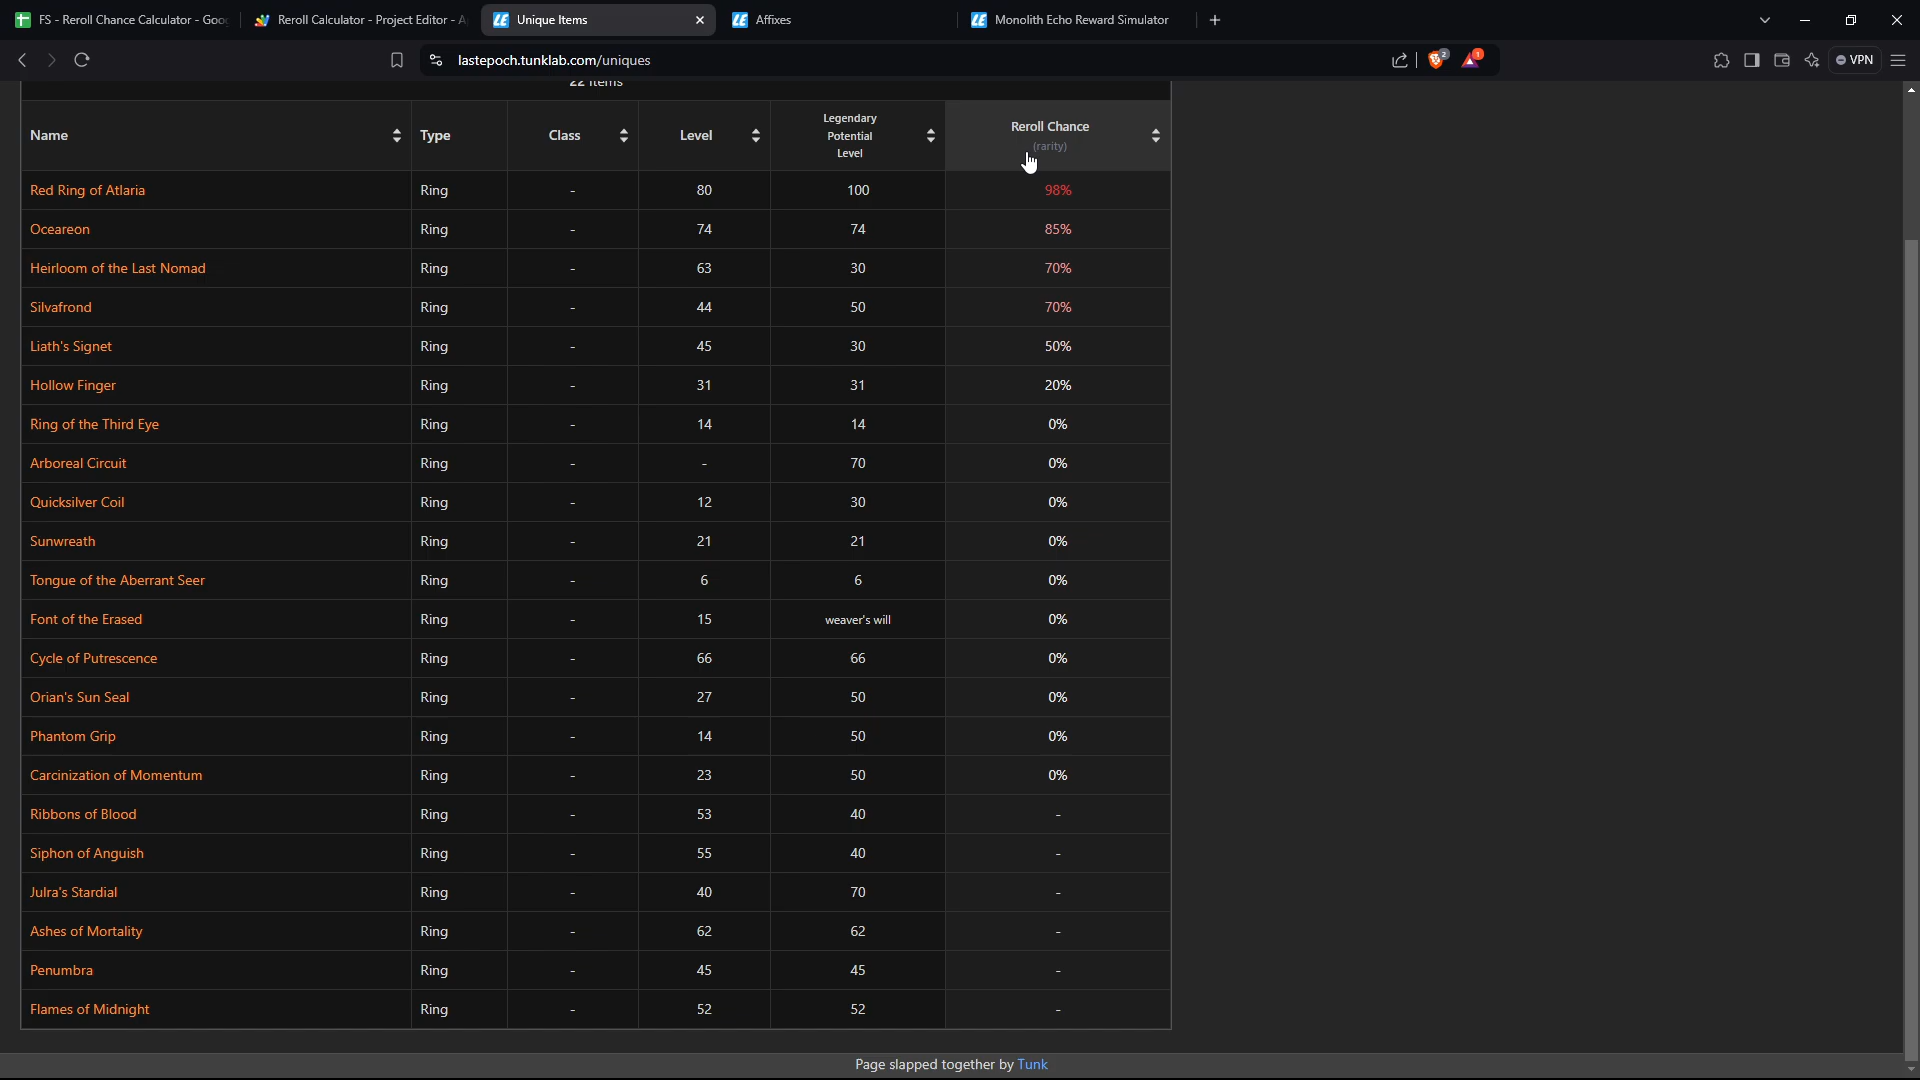 FS - Reroll Chance Calculator - Goo
Reroll Calculator - Project Editor - A
Unique Items
Affixes
Monolith Echo Reward Simulator
lastepoch.tunklab.com/uniques
2
1
VPN
22 items
Name Type Class Level Legendary Potential Level Reroll Chance (rarity)
Red Ring of Atlaria Ring - 80 100 98%
Oceareon Ring - 74 74 85%
Heirloom of the Last Nomad Ring - 63 30 70%
Silvafrond Ring - 44 50 70%
Liath's Signet Ring - 45 30 50%
Hollow Finger Ring - 31 31 20%
Ring of the Third Eye Ring - 14 14 0%
Arboreal Circuit Ring - - 70 0%
Quicksilver Coil Ring - 12 30 0%
Sunwreath Ring - 21 21 0%
Tongue of the Aberrant Seer Ring - 6 6 0%
Font of the Erased Ring - 15 weaver's will 0%
Cycle of Putrescence Ring - 66 66 0%
Orian's Sun Seal Ring - 27 50 0%
Phantom Grip Ring - 14 50 0%
Carcinization of Momentum Ring - 23 50 0%
Ribbons of Blood Ring - 53 40 -
Siphon of Anguish Ring - 55 40 -
Julra's Stardial Ring - 40 70 -
Ashes of Mortality Ring - 62 62 -
Penumbra Ring - 45 45 -
Flames of Midnight Ring - 52 52 -
Page slapped together by Tunk